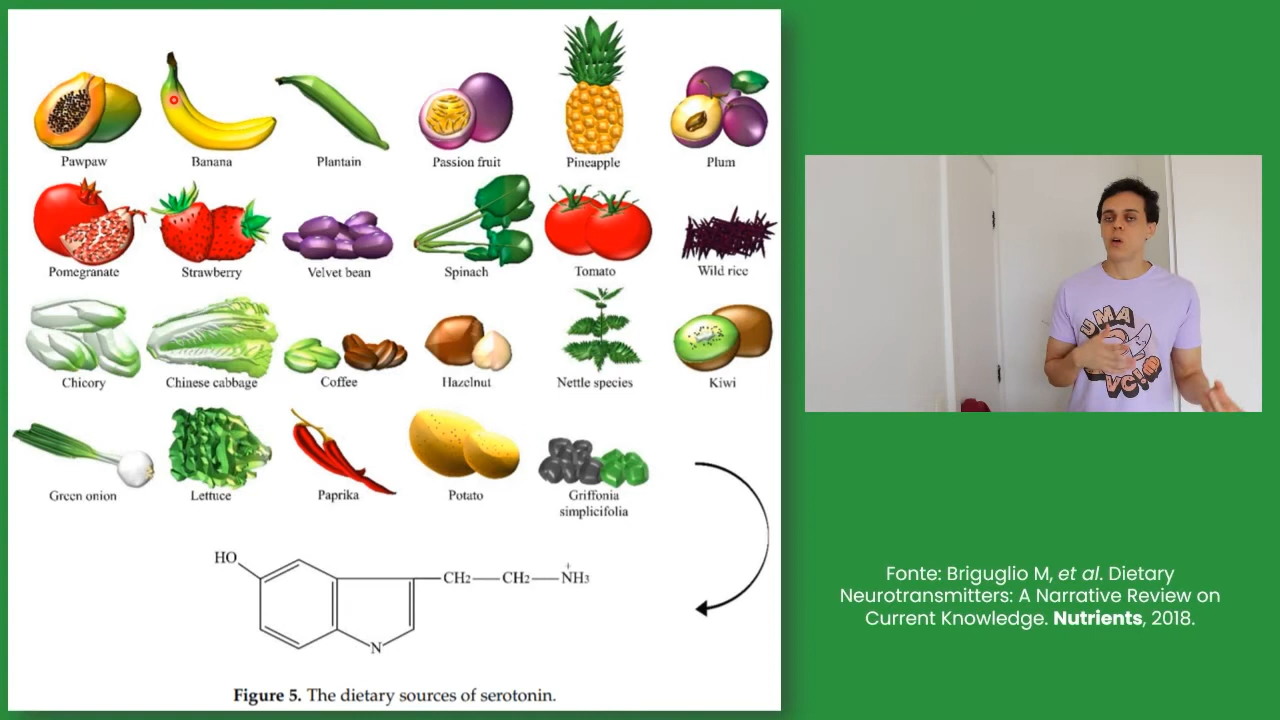 Pawpaw
Banana
Plantain
Passion fruit
Pineapple
Plum
Pomegranate
Strawberry
Velvet bean
Spinach
Tomato
Wild rice
Chicory
Chinese cabbage
Coffee
Hazelnut
Nettle species
Kiwi
Green onion
Lettuce
Paprika
Potato
Griffonia
simplicifolia
HO
CH2—CH2—NH3
+
N
Figure 5. The dietary sources of serotonin.
UMA
VC!
Fonte: Briguglio M, et al. Dietary
Neurotransmitters: A Narrative Review on
Current Knowledge. Nutrients, 2018.